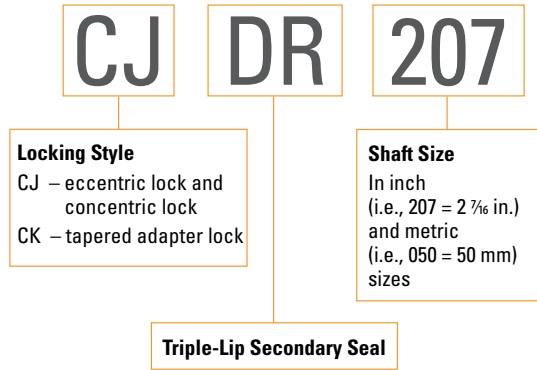 CJ DR 207
Locking Style
CJ – eccentric lock and
concentric lock
CK – tapered adapter lock
Shaft Size
In inch
(i.e., 207 = 2 7⁄16 in.)
and metric
(i.e., 050 = 50 mm)
sizes
Triple-Lip Secondary Seal